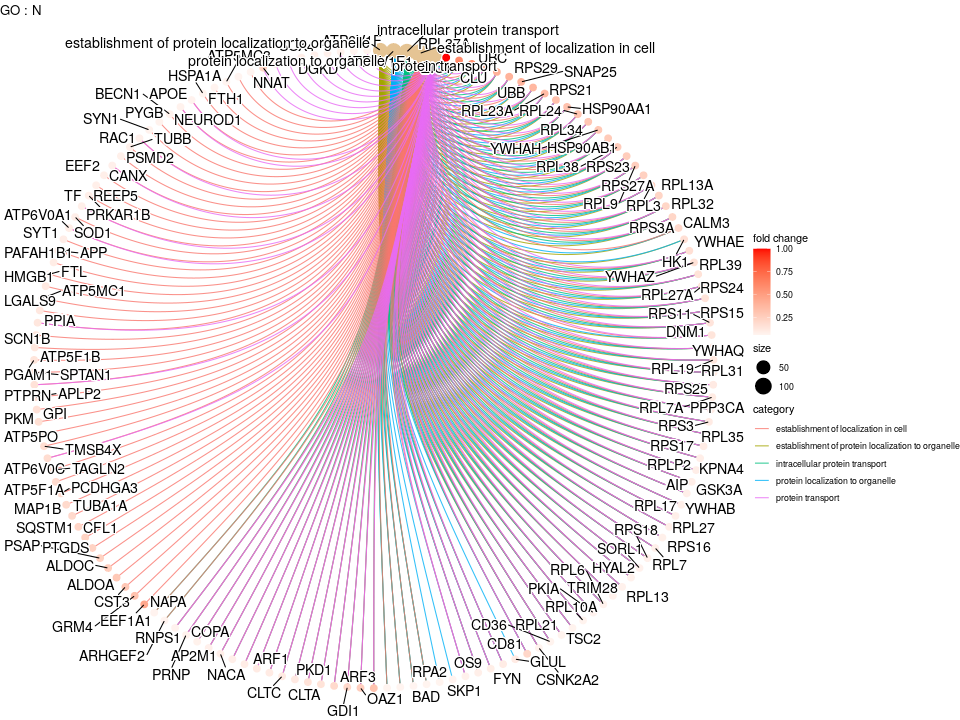 GO : N
intracellular protein transport
establishment of protein localization to organelle
RPL37A
establishment of localization in cell
protein localization to organelle
protein transport
UBC
DGKD
CLU
RPS29
SNAP25
HSPA1A
NNAT
UBB
RPS21
BECN1
APOE
FTH1
RPL23A
RPL24
HSP90AA1
PYGB
SYN1
NEUROD1
RPL34
RAC1
TUBB
YWHAH
HSP90AB1
PSMD2
RPL38
RPS23
EEF2
CANX
RPS27A
RPL13A
TF
REEP5
RPL9
RPL3
RPL32
ATP6V0A1
PRKAR1B
CALM3
SYT1
SOD1
RPS3A
YWHAE
PAFAH1B1
APP
HK1
RPL39
HMGB1
FTL
YWHAZ
ATP5MC1
RPL27A
RPS24
LGALS9
RPS11
RPS15
PPIA
DNM1
SCN1B
YWHAQ
ATP5F1B
RPL19
RPL31
PGAM1
SPTAN1
RPS25
PTPRN
APLP2
RPL7A
PPP3CA
PKM
GPI
RPS3
ATP5PO
RPS17
RPL35
TMSB4X
RPLP2
KPNA4
ATP6V0C
TAGLN2
AIP
GSK3A
ATP5F1A
PCDHGA3
RPL17
YWHAB
MAP1B
TUBA1A
RPS18
RPL27
SQSTM1
CFL1
SORL1
RPS16
PSAP
PTGDS
HYAL2
RPL7
ALDOC
RPL6
TRIM28
ALDOA
PKIA
RPL13
CST3
NAPA
RPL10A
GRM4
EEF1A1
CD36
RPL21
TSC2
RNPS1
COPA
CD81
ARHGEF2
AP2M1
ARF1
OS9
GLUL
PRNP
NACA
PKD1
RPA2
FYN
CSNK2A2
CLTC
CLTA
ARF3
OAZ1
BAD
SKP1
GDI1
fold change
1.00
0.75
0.50
0.25
size
50
100
category
establishment of localization in cell
establishment of protein localization to organelle
intracellular protein transport
protein localization to organelle
protein transport